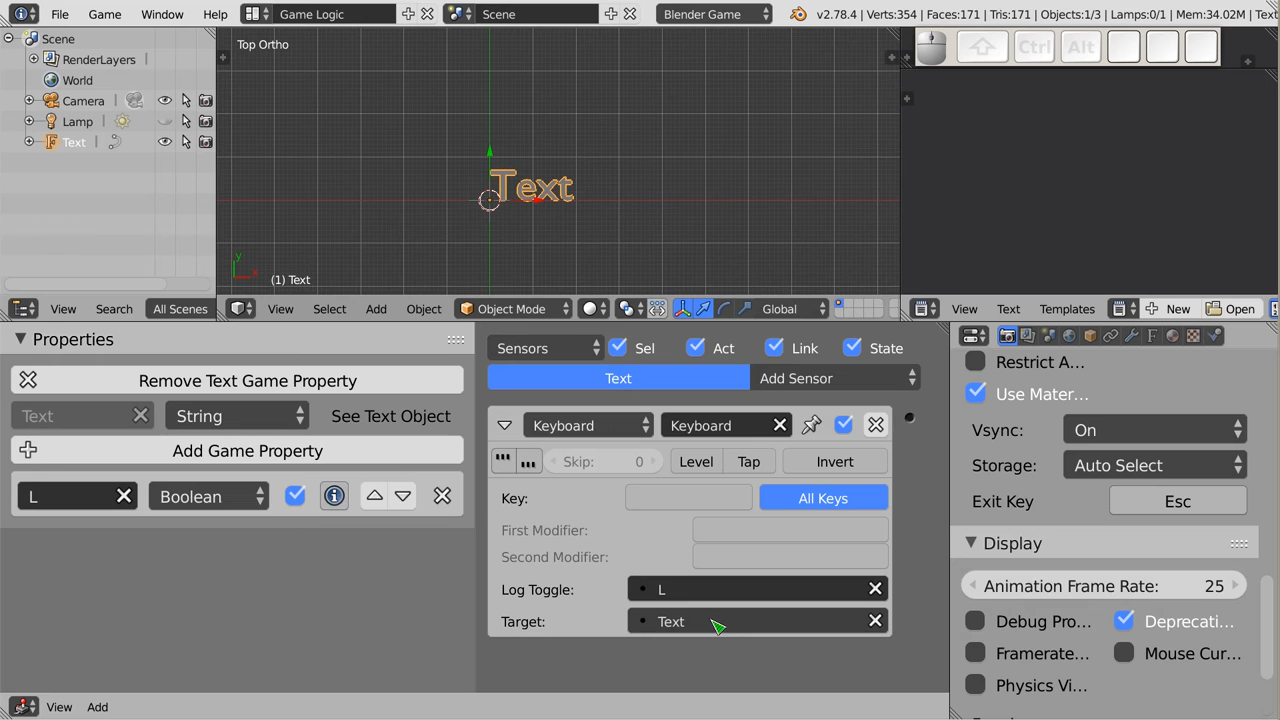 File Game Window Help Game Logic Scene Blender Game v2.78.4 | Verts:354 | Faces:171 | Tris:171 | Objects:1/3 | Lamps:0/1 | Mem:34.02M | Text
Scene
RenderLayers
World
Camera
Lamp
Text
View Search All Scenes
Top Ortho
Text
y
x
(1) Text
View Select Add Object Object Mode Global
Ctrl Alt
View Text Templates New Open
Properties
Remove Text Game Property
Text String See Text Object
Add Game Property
L Boolean
Sensors Sel Act Link State
Text Add Sensor
Keyboard Keyboard
Skip: 0 Level Tap Invert
Key: All Keys
First Modifier:
Second Modifier:
Log Toggle: L
Target: Text
Restrict A...
Use Mater...
Vsync: On
Storage: Auto Select
Exit Key Esc
Display
Animation Frame Rate: 25
Debug Pro... Deprecati...
Framerate... Mouse Cur...
Physics Vi...
View Add